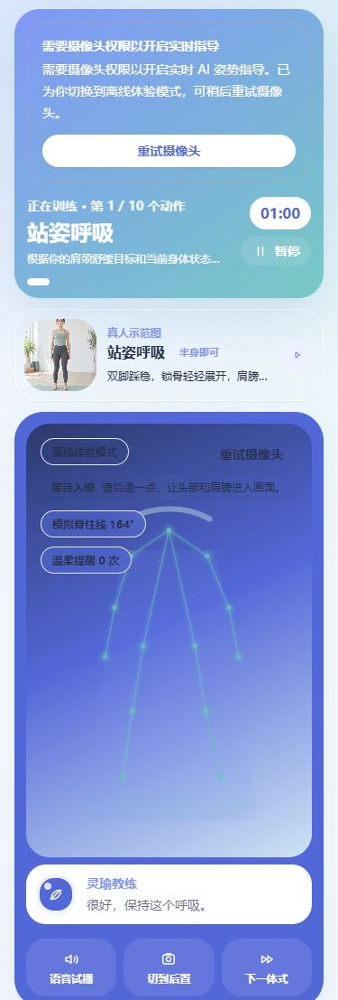 需要摄像头权限以开启实时指导
需要摄像头权限以开启实时 AI 姿势指导。已
为你切换到离线体验模式，可稍后重试摄像
头。
重试摄像头
正在训练 • 第 1 / 10 个动作
01:00
站姿呼吸
暂停
根据你的肩颈舒缓目标和当前身体状态...
真人示范图
站姿呼吸 半身即可
双脚踩稳，锁骨轻轻展开，肩膀...
离线体验模式
重试摄像头
等待入镜 请后退一点，让头部和肩膀进入画面。
模拟脊柱线 164°
温柔提醒 0 次
灵瑜教练
很好，保持这个呼吸。
语音试播
切到后置
下一体式